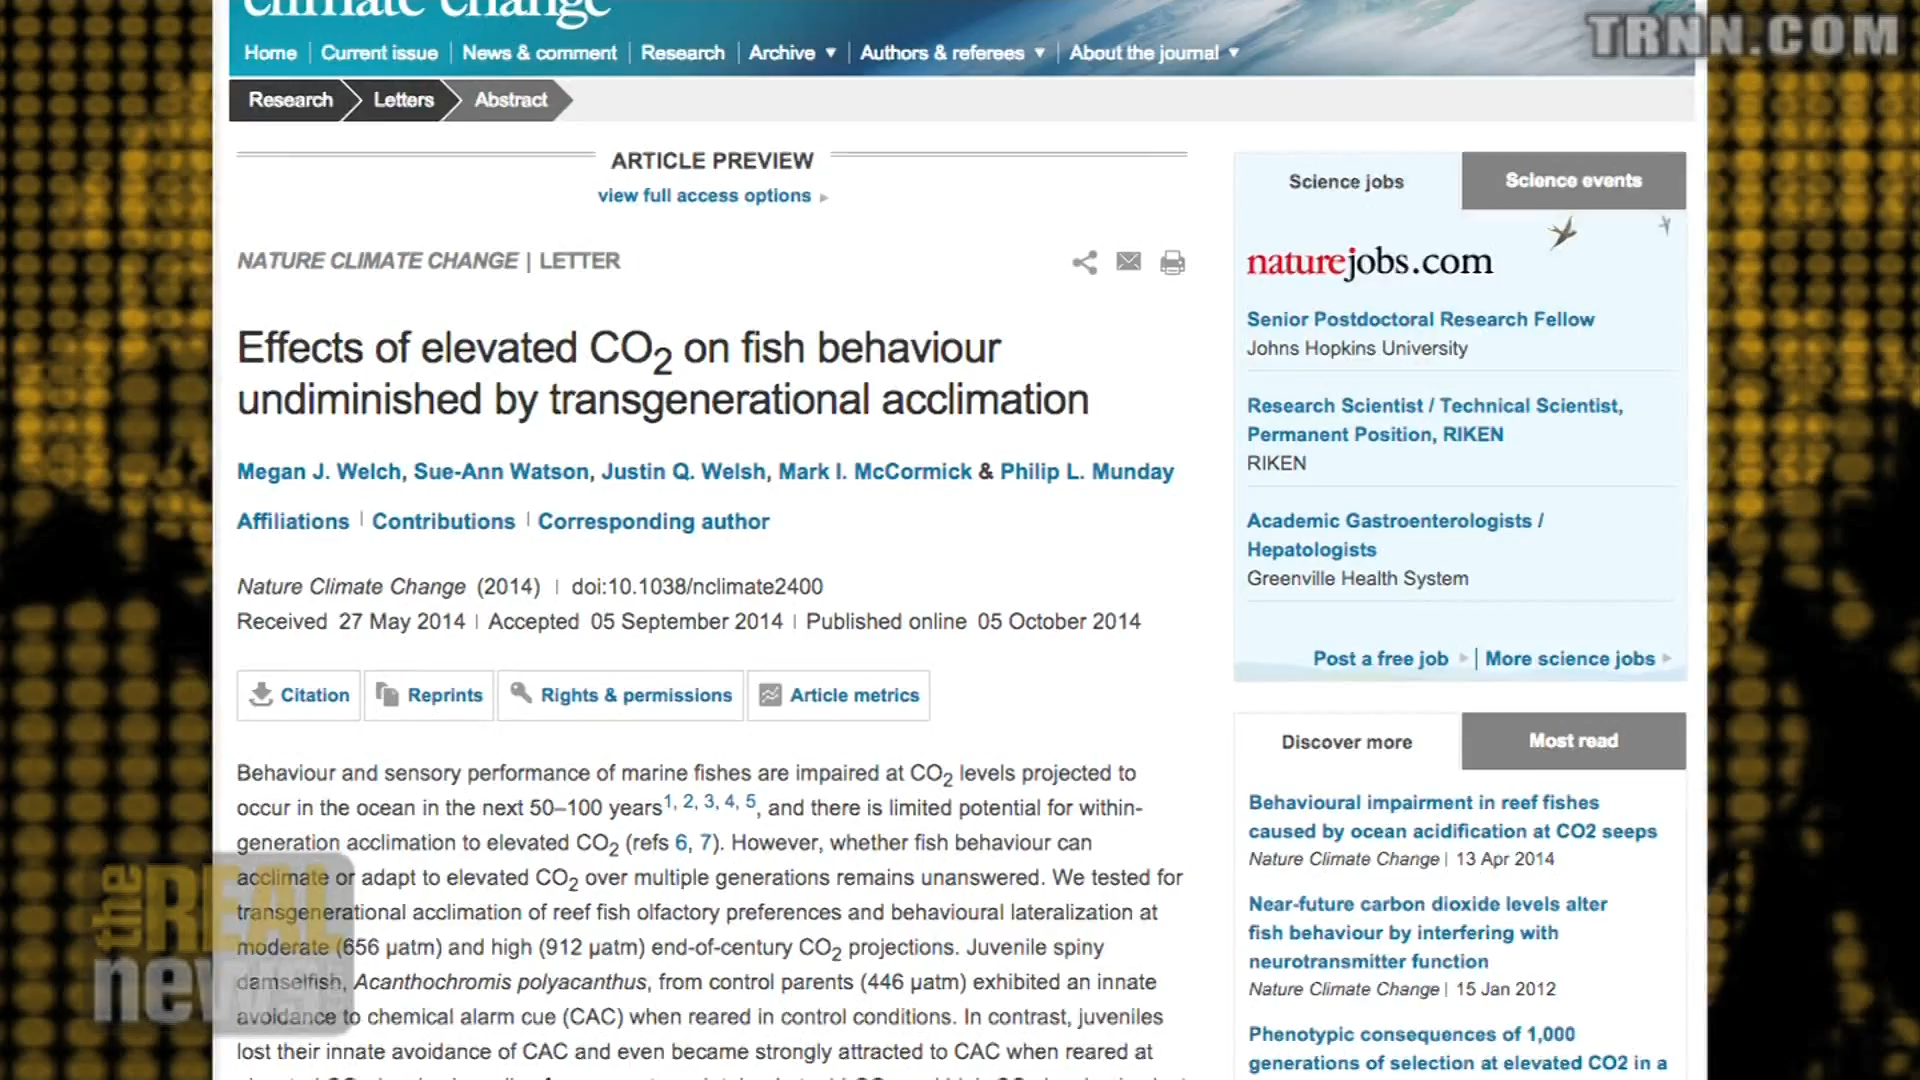 climate change
TRNN.COM
Home | Current issue | News & comment | Research | Archive ▼ | Authors & referees ▼ | About the journal ▼
Research
Letters
Abstract
ARTICLE PREVIEW
view full access options ▸
NATURE CLIMATE CHANGE | LETTER
Effects of elevated CO2 on fish behaviour
undiminished by transgenerational acclimation
Megan J. Welch, Sue-Ann Watson, Justin Q. Welsh, Mark I. McCormick & Philip L. Munday
Affiliations | Contributions | Corresponding author
Nature Climate Change (2014) | doi:10.1038/nclimate2400
Received 27 May 2014 | Accepted 05 September 2014 | Published online 05 October 2014
Citation
Reprints
Rights & permissions
Article metrics
Behaviour and sensory performance of marine fishes are impaired at CO2 levels projected to
occur in the ocean in the next 50–100 years1, 2, 3, 4, 5, and there is limited potential for within-
generation acclimation to elevated CO2 (refs 6, 7). However, whether fish behaviour can
acclimate or adapt to elevated CO2 over multiple generations remains unanswered. We tested for
transgenerational acclimation of reef fish olfactory preferences and behavioural lateralization at
moderate (656 µatm) and high (912 µatm) end-of-century CO2 projections. Juvenile spiny
damselfish, Acanthochromis polyacanthus, from control parents (446 µatm) exhibited an innate
avoidance to chemical alarm cue (CAC) when reared in control conditions. In contrast, juveniles
lost their innate avoidance of CAC and even became strongly attracted to CAC when reared at
the REAL
news
Science jobs
Science events
naturejobs.com
Senior Postdoctoral Research Fellow
Johns Hopkins University
Research Scientist / Technical Scientist,
Permanent Position, RIKEN
RIKEN
Academic Gastroenterologists /
Hepatologists
Greenville Health System
Post a free job ▸ | More science jobs ▸
Discover more
Most read
Behavioural impairment in reef fishes
caused by ocean acidification at CO2 seeps
Nature Climate Change | 13 Apr 2014
Near-future carbon dioxide levels alter
fish behaviour by interfering with
neurotransmitter function
Nature Climate Change | 15 Jan 2012
Phenotypic consequences of 1,000
generations of selection at elevated CO2 in a